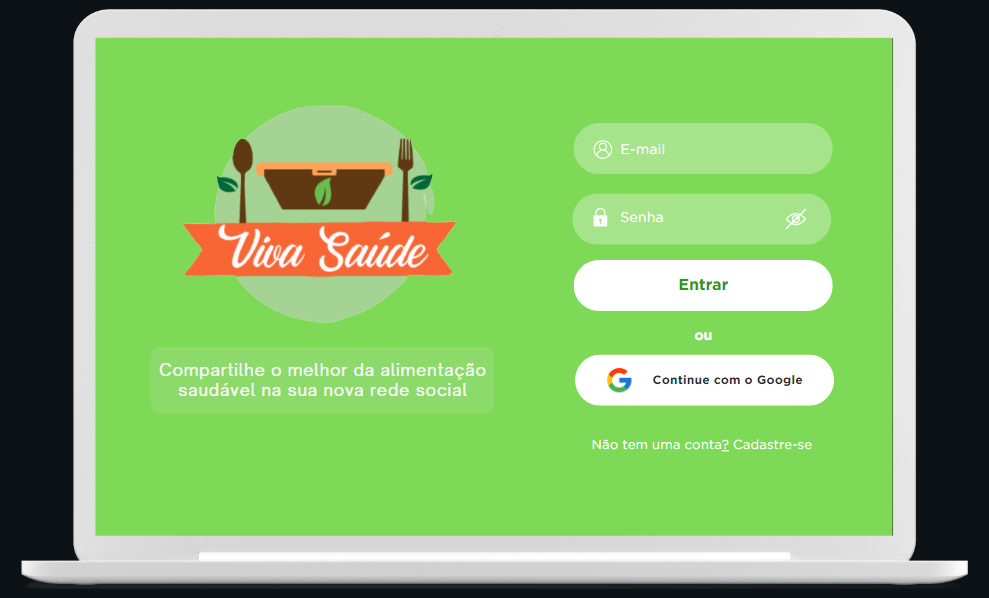 Viva Saúde
Compartilhe o melhor da alimentação
saudável na sua nova rede social
E-mail
Senha
Entrar
ou
Continue com o Google
Não tem uma conta? Cadastre-se